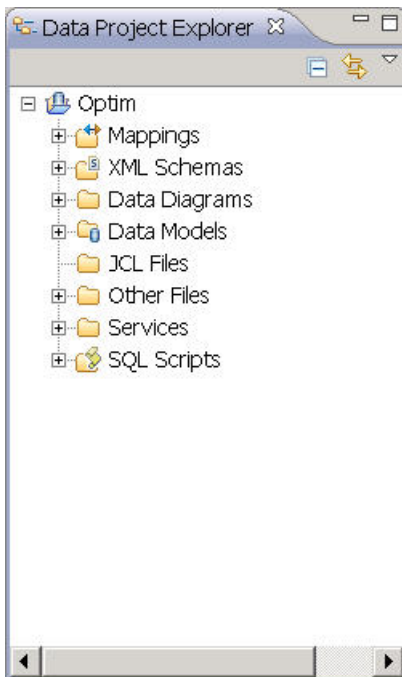 Data Project Explorer
Optim
Mappings
XML Schemas
Data Diagrams
Data Models
JCL Files
Other Files
Services
SQL Scripts